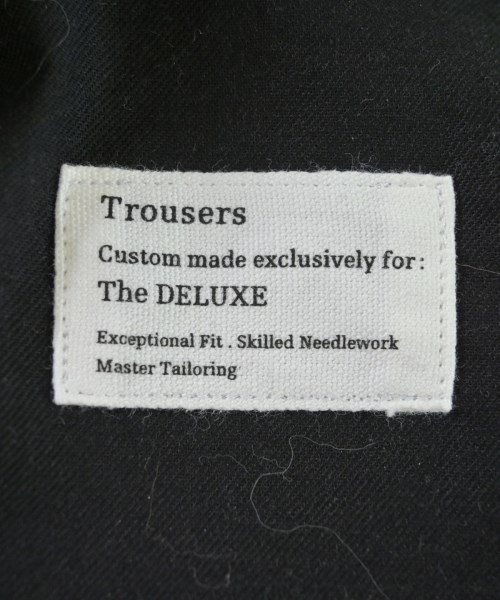 Trousers
Custom made exclusively for:
The DELUXE
Exceptional Fit . Skilled Needlework
Master Tailoring